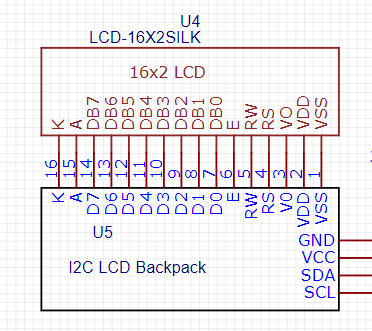 U4
LCD-16X2SILK
16x2 LCD
K A DB7 DB6 DB5 DB4 DB3 DB2 DB1 DB0 E RW RS VO VDD VSS
16 15 14 13 12 11 10 9 8 7 6 5 4 3 2 1
K A D7 D6 D5 D4 D3 D2 D1 D0 E RW RS V0 VDD VSS
U5
GND
VCC
I2C LCD Backpack
SDA
SCL